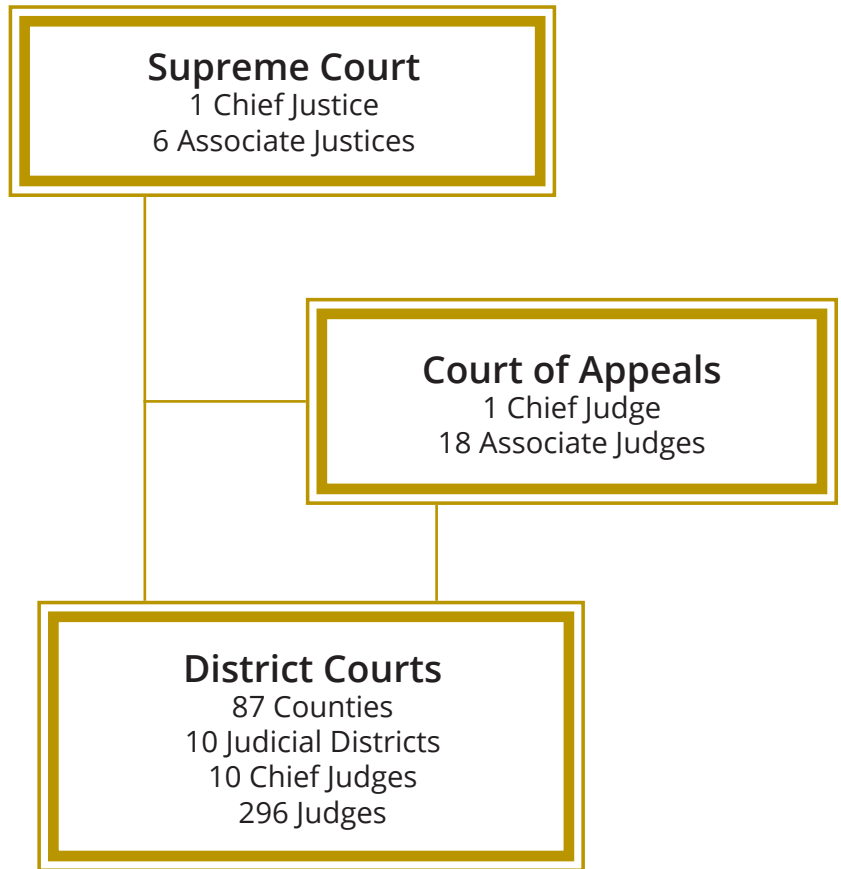 Supreme Court
1 Chief Justice
6 Associate Justices
Court of Appeals
1 Chief Judge
18 Associate Judges
District Courts
87 Counties
10 Judicial Districts
10 Chief Judges
296 Judges